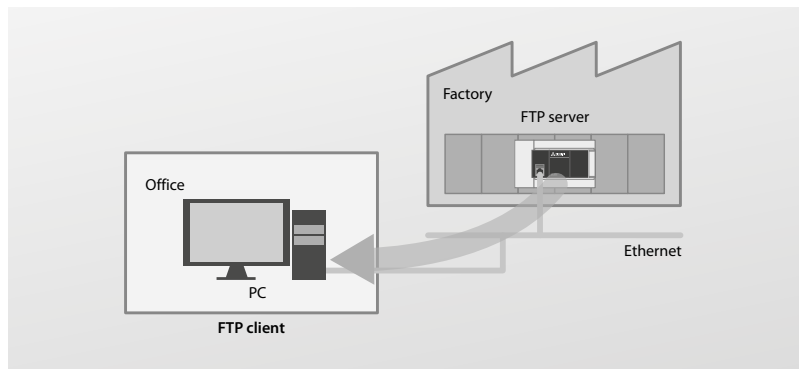 Factory
FTP server
Office
Ethernet
PC
FTP client